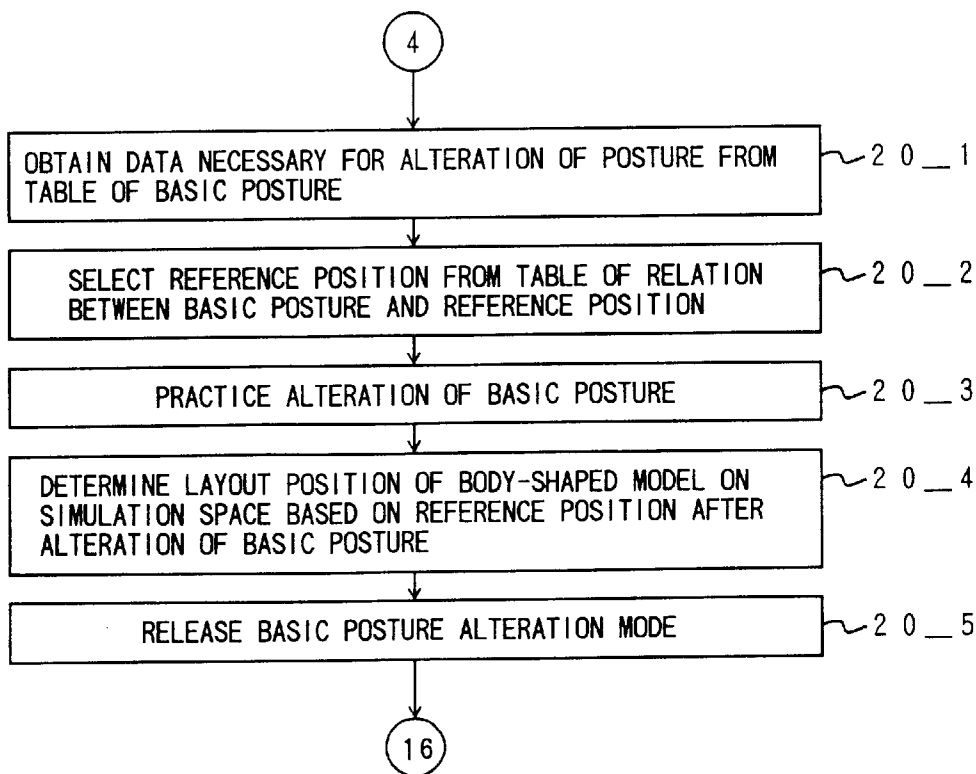 4
OBTAIN DATA NECESSARY FOR ALTERATION OF POSTURE FROM
TABLE OF BASIC POSTURE
20_1
SELECT REFERENCE POSITION FROM TABLE OF RELATION
BETWEEN BASIC POSTURE AND REFERENCE POSITION
20_2
PRACTICE ALTERATION OF BASIC POSTURE
20_3
DETERMINE LAYOUT POSITION OF BODY-SHAPED MODEL ON
SIMULATION SPACE BASED ON REFERENCE POSITION AFTER
ALTERATION OF BASIC POSTURE
20_4
RELEASE BASIC POSTURE ALTERATION MODE
20_5
16